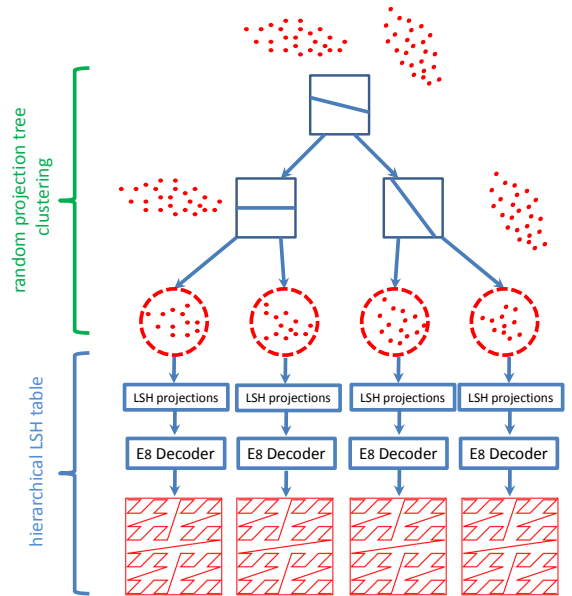 random projection tree
clustering
hierarchical LSH table
LSH projections
LSH projections
LSH projections
LSH projections
E8 Decoder
E8 Decoder
E8 Decoder
E8 Decoder